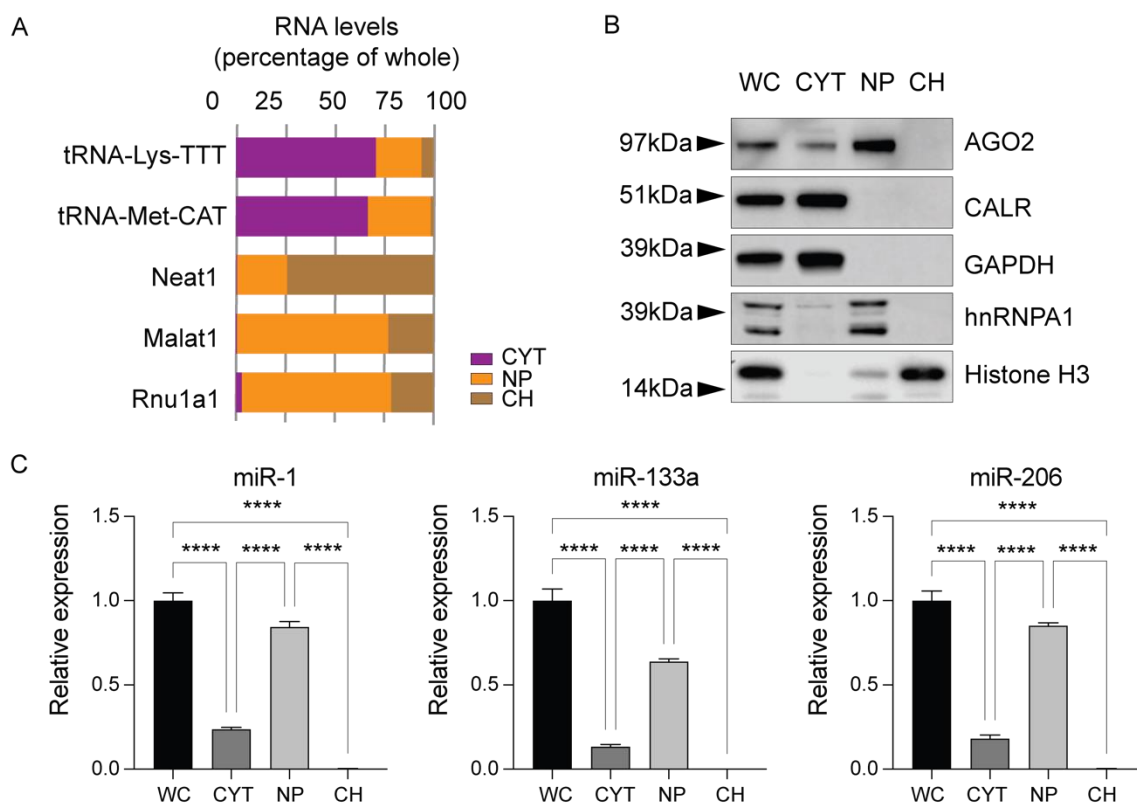 A
RNA levels
(percentage of whole)
0 25 50 75 100
tRNA-Lys-TTT
tRNA-Met-CAT
Neat1
Malat1
Rnu1a1
CYT
NP
CH
B
WC CYT NP CH
97kDa
AGO2
51kDa
CALR
39kDa
GAPDH
39kDa
hnRNPA1
Histone H3
14kDa
C
miR-1
****
**** **** ****
Relative expression
1.5
1.0
0.5
0.0
WC CYT NP CH
miR-133a
****
**** **** ****
Relative expression
1.5
1.0
0.5
0.0
WC CYT NP CH
miR-206
****
**** **** ****
Relative expression
1.5
1.0
0.5
0.0
WC CYT NP CH